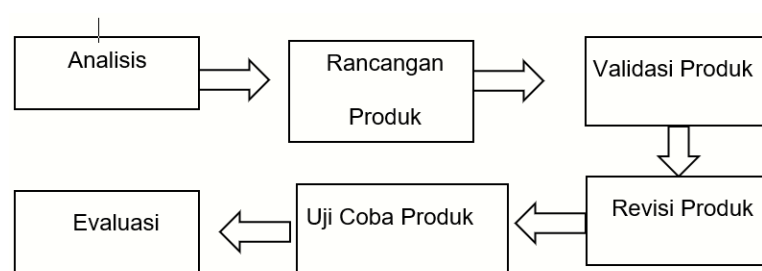 Analisis
Rancangan
Produk
Validasi Produk
Revisi Produk
Uji Coba Produk
Evaluasi